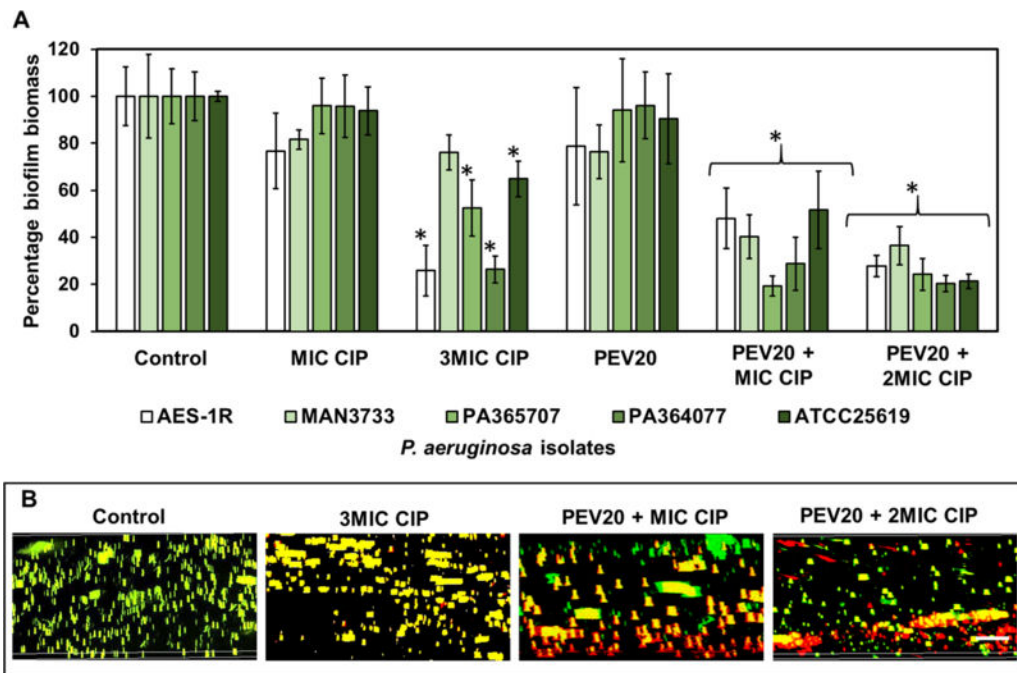 A
Percentage biofilm biomass
120
100
80
60
40
20
0
* * * * * *
Control MIC CIP 3MIC CIP PEV20 PEV20 + MIC CIP PEV20 + 2MIC CIP
AES-1R MAN3733 PA365707 PA364077 ATCC25619
P. aeruginosa isolates
B
Control 3MIC CIP PEV20 + MIC CIP PEV20 + 2MIC CIP